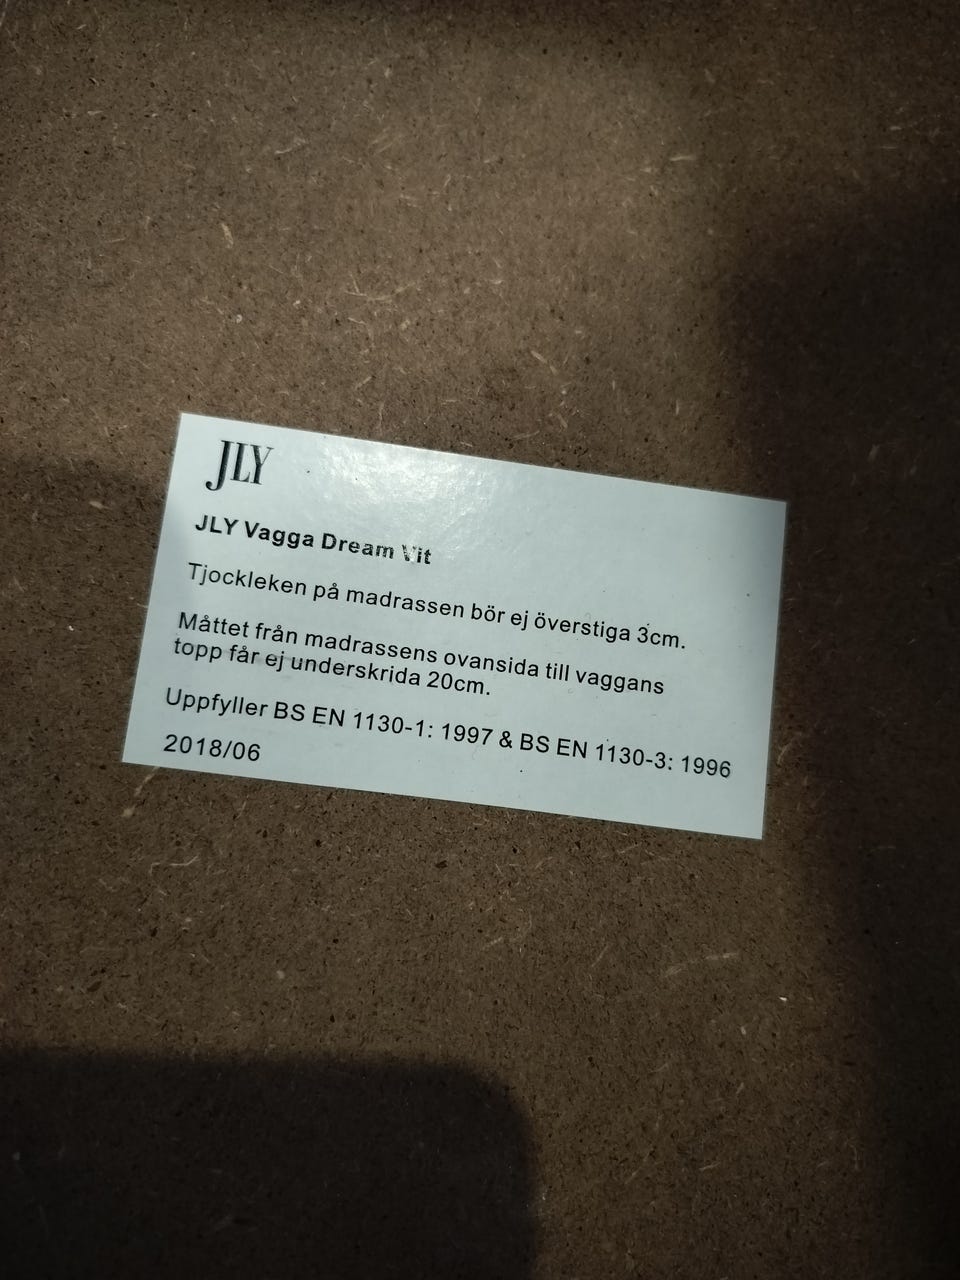 JLY
JLY Vagga Dream Vit
Tjockleken på madrassen bör ej överstiga 3cm.
Måttet från madrassens ovansida till vaggans
topp får ej underskrida 20cm.
Uppfyller BS EN 1130-1: 1997 & BS EN 1130-3: 1996
2018/06